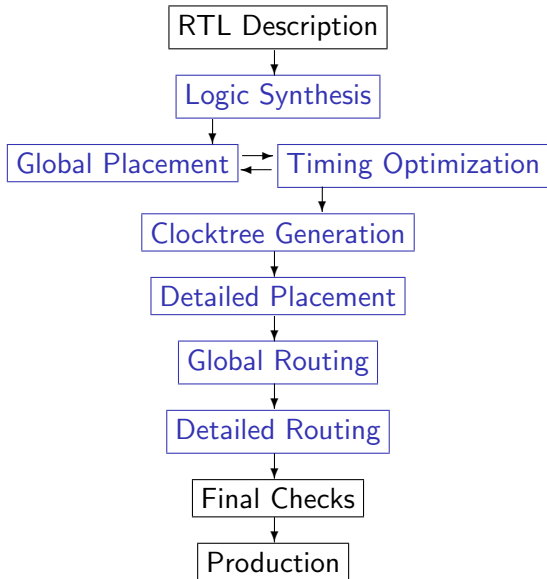 RTL Description
Logic Synthesis
Global Placement
Timing Optimization
Clocktree Generation
Detailed Placement
Global Routing
Detailed Routing
Final Checks
Production